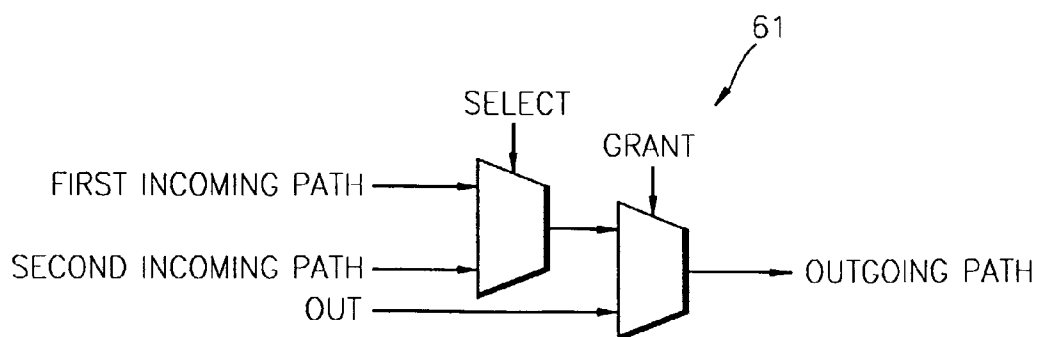 61
SELECT
GRANT
FIRST INCOMING PATH
SECOND INCOMING PATH
OUT
OUTGOING PATH